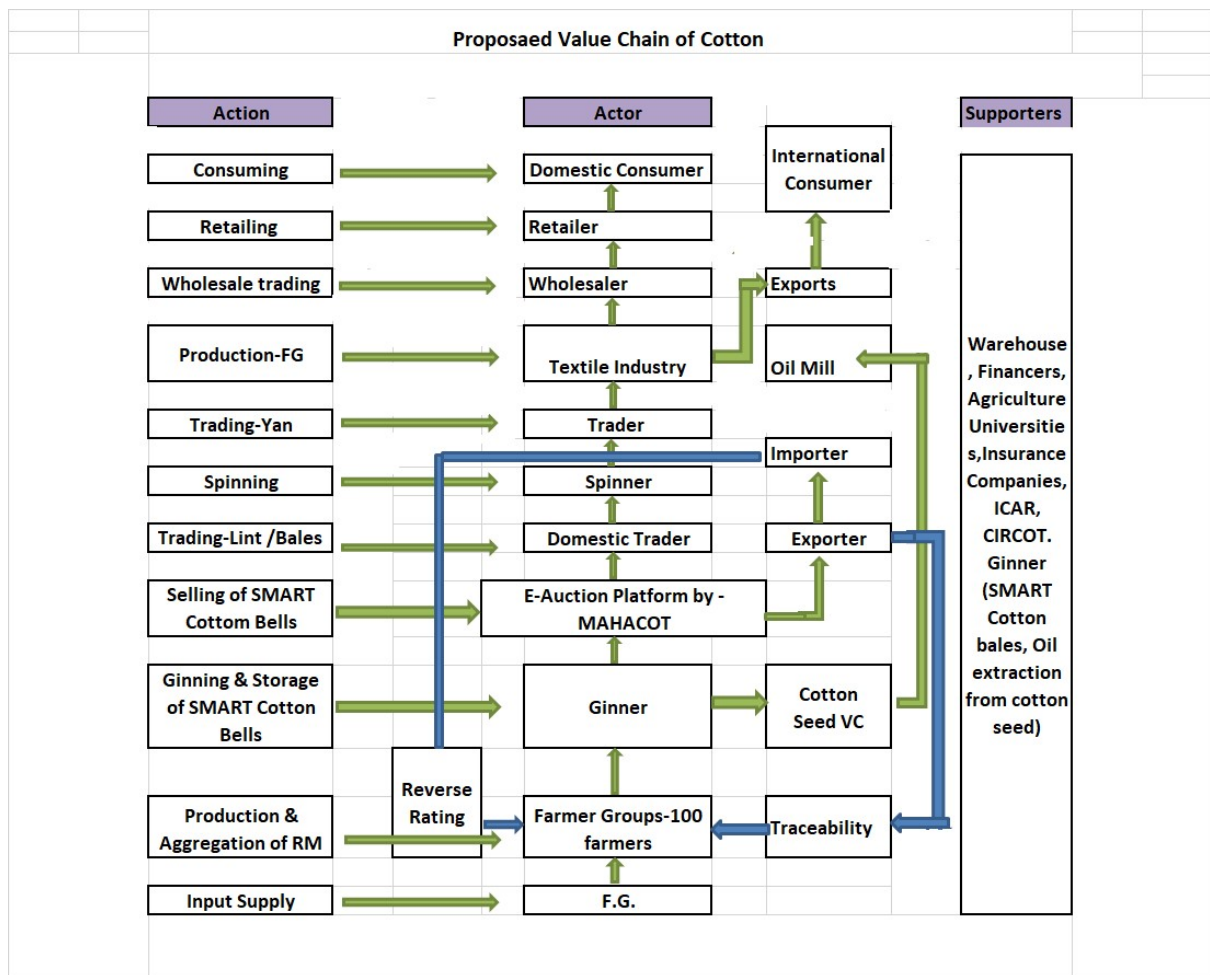 Proposaed Value Chain of Cotton
Action
Actor
Supporters
Consuming
Domestic Consumer
International
Consumer
Retailing
Retailer
Wholesale trading
Wholesaler
Exports
Production-FG
Textile Industry
Oil Mill
Trading-Yan
Trader
Importer
Spinning
Spinner
Trading-Lint /Bales
Domestic Trader
Exporter
Selling of SMART
Cottom Bells
E-Auction Platform by -
MAHACOT
Ginning & Storage
of SMART Cotton
Bells
Ginner
Cotton
Seed VC
Reverse
Rating
Production &
Aggregation of RM
Farmer Groups-100
farmers
Traceability
Input Supply
F.G.
Warehouse
, Financers,
Agriculture
Universitie
s,Insurance
Companies,
ICAR,
CIRCOT.
Ginner
(SMART
Cotton
bales, Oil
extraction
from cotton
seed)